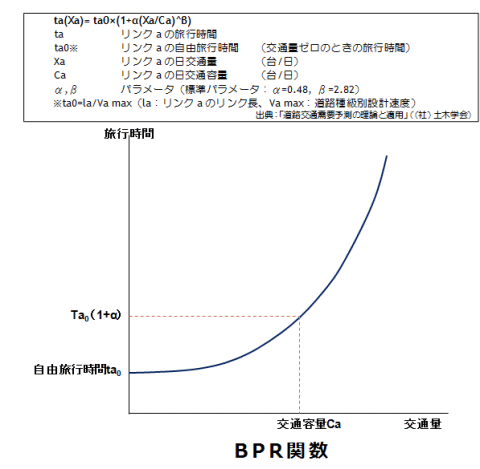 ta(Xa)= ta0×(1+α(Xa/Ca)^β)
ta リンク a の旅行時間
ta0※ リンク a の自由旅行時間 (交通量ゼロのときの旅行時間)
Xa リンク a の日交通量 (台/日)
Ca リンク a の日交通容量 (台/日)
α,β パラメータ(標準パラメータ:α=0.48, β=2.82)
※ta0=la/Va max(la:リンク a のリンク長、Va max:道路種級別設計速度)
出典:「道路交通需要予測の理論と適用」((社)土木学会)
旅行時間
Ta₀(1+α)
自由旅行時間ta₀
交通容量Ca 交通量
BPR関数